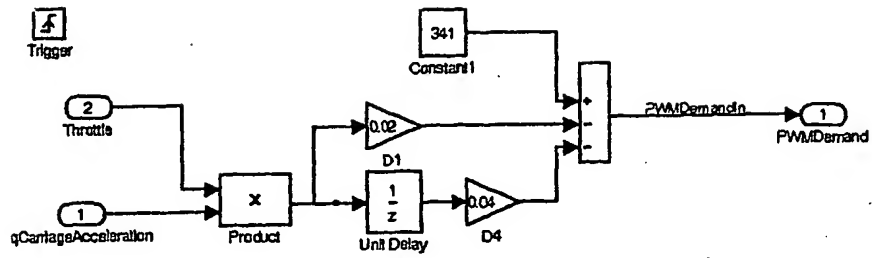 Trigger
341
Constant1
2
Throttle
0.02
PWMDemandIn
1
PWMDemand
D1
X
Product
1
z
Unit Delay
0.04
D4
1
qCarriageAcceleration
+
−
−